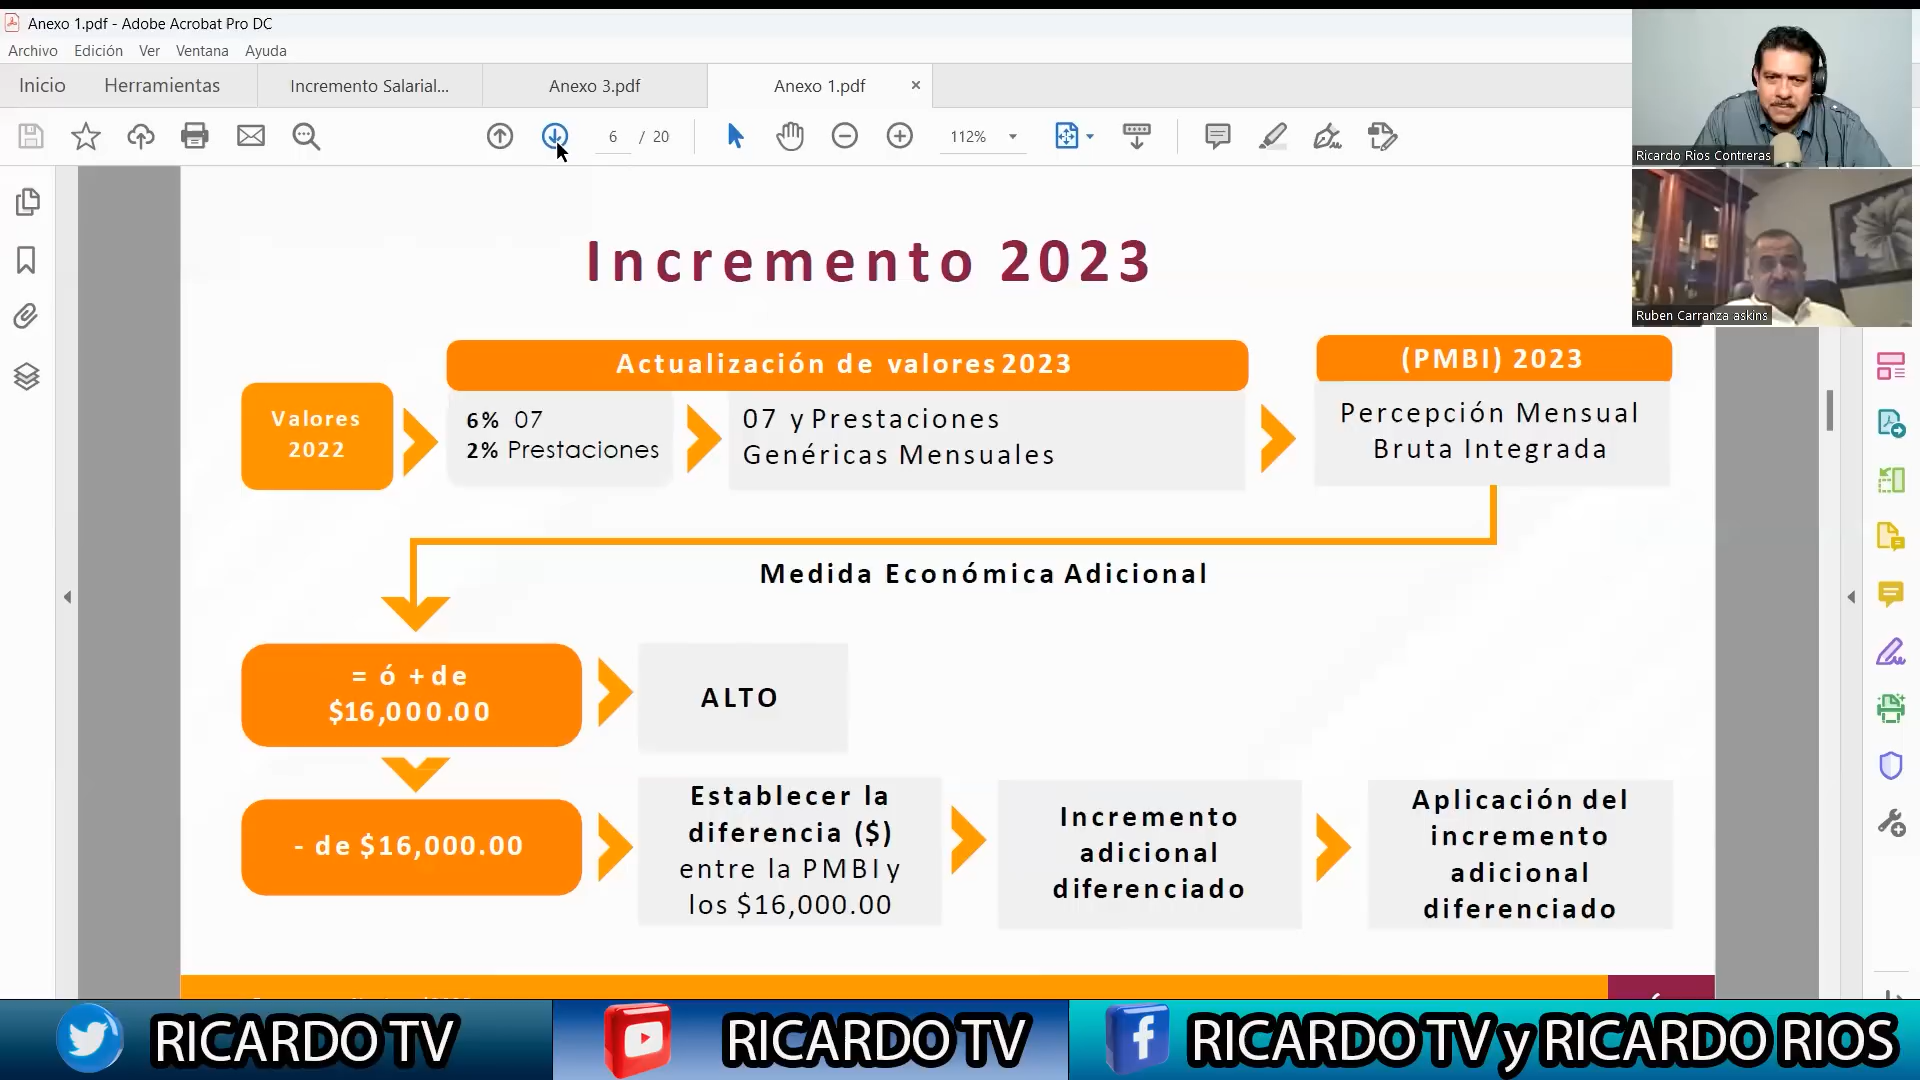 Anexo 1.pdf - Adobe Acrobat Pro DC
Archivo Edición Ver Ventana Ayuda
Inicio Herramientas Incremento Salarial... Anexo 3.pdf Anexo 1.pdf ×
6 / 20 112%
Ricardo Rios Contreras
Ruben Carranza askins
Incremento 2023
Valores
2022
Actualización de valores 2023
6% 07
2% Prestaciones
07 y Prestaciones
Genéricas Mensuales
(PMBI) 2023
Percepción Mensual
Bruta Integrada
Medida Económica Adicional
= ó + de
$16,000.00
ALTO
- de $16,000.00
Establecer la
diferencia ($)
entre la PMBI y
los $16,000.00
Incremento
adicional
diferenciado
Aplicación del
incremento
adicional
diferenciado
RICARDO TV
RICARDO TV
RICARDO TV y RICARDO RIOS